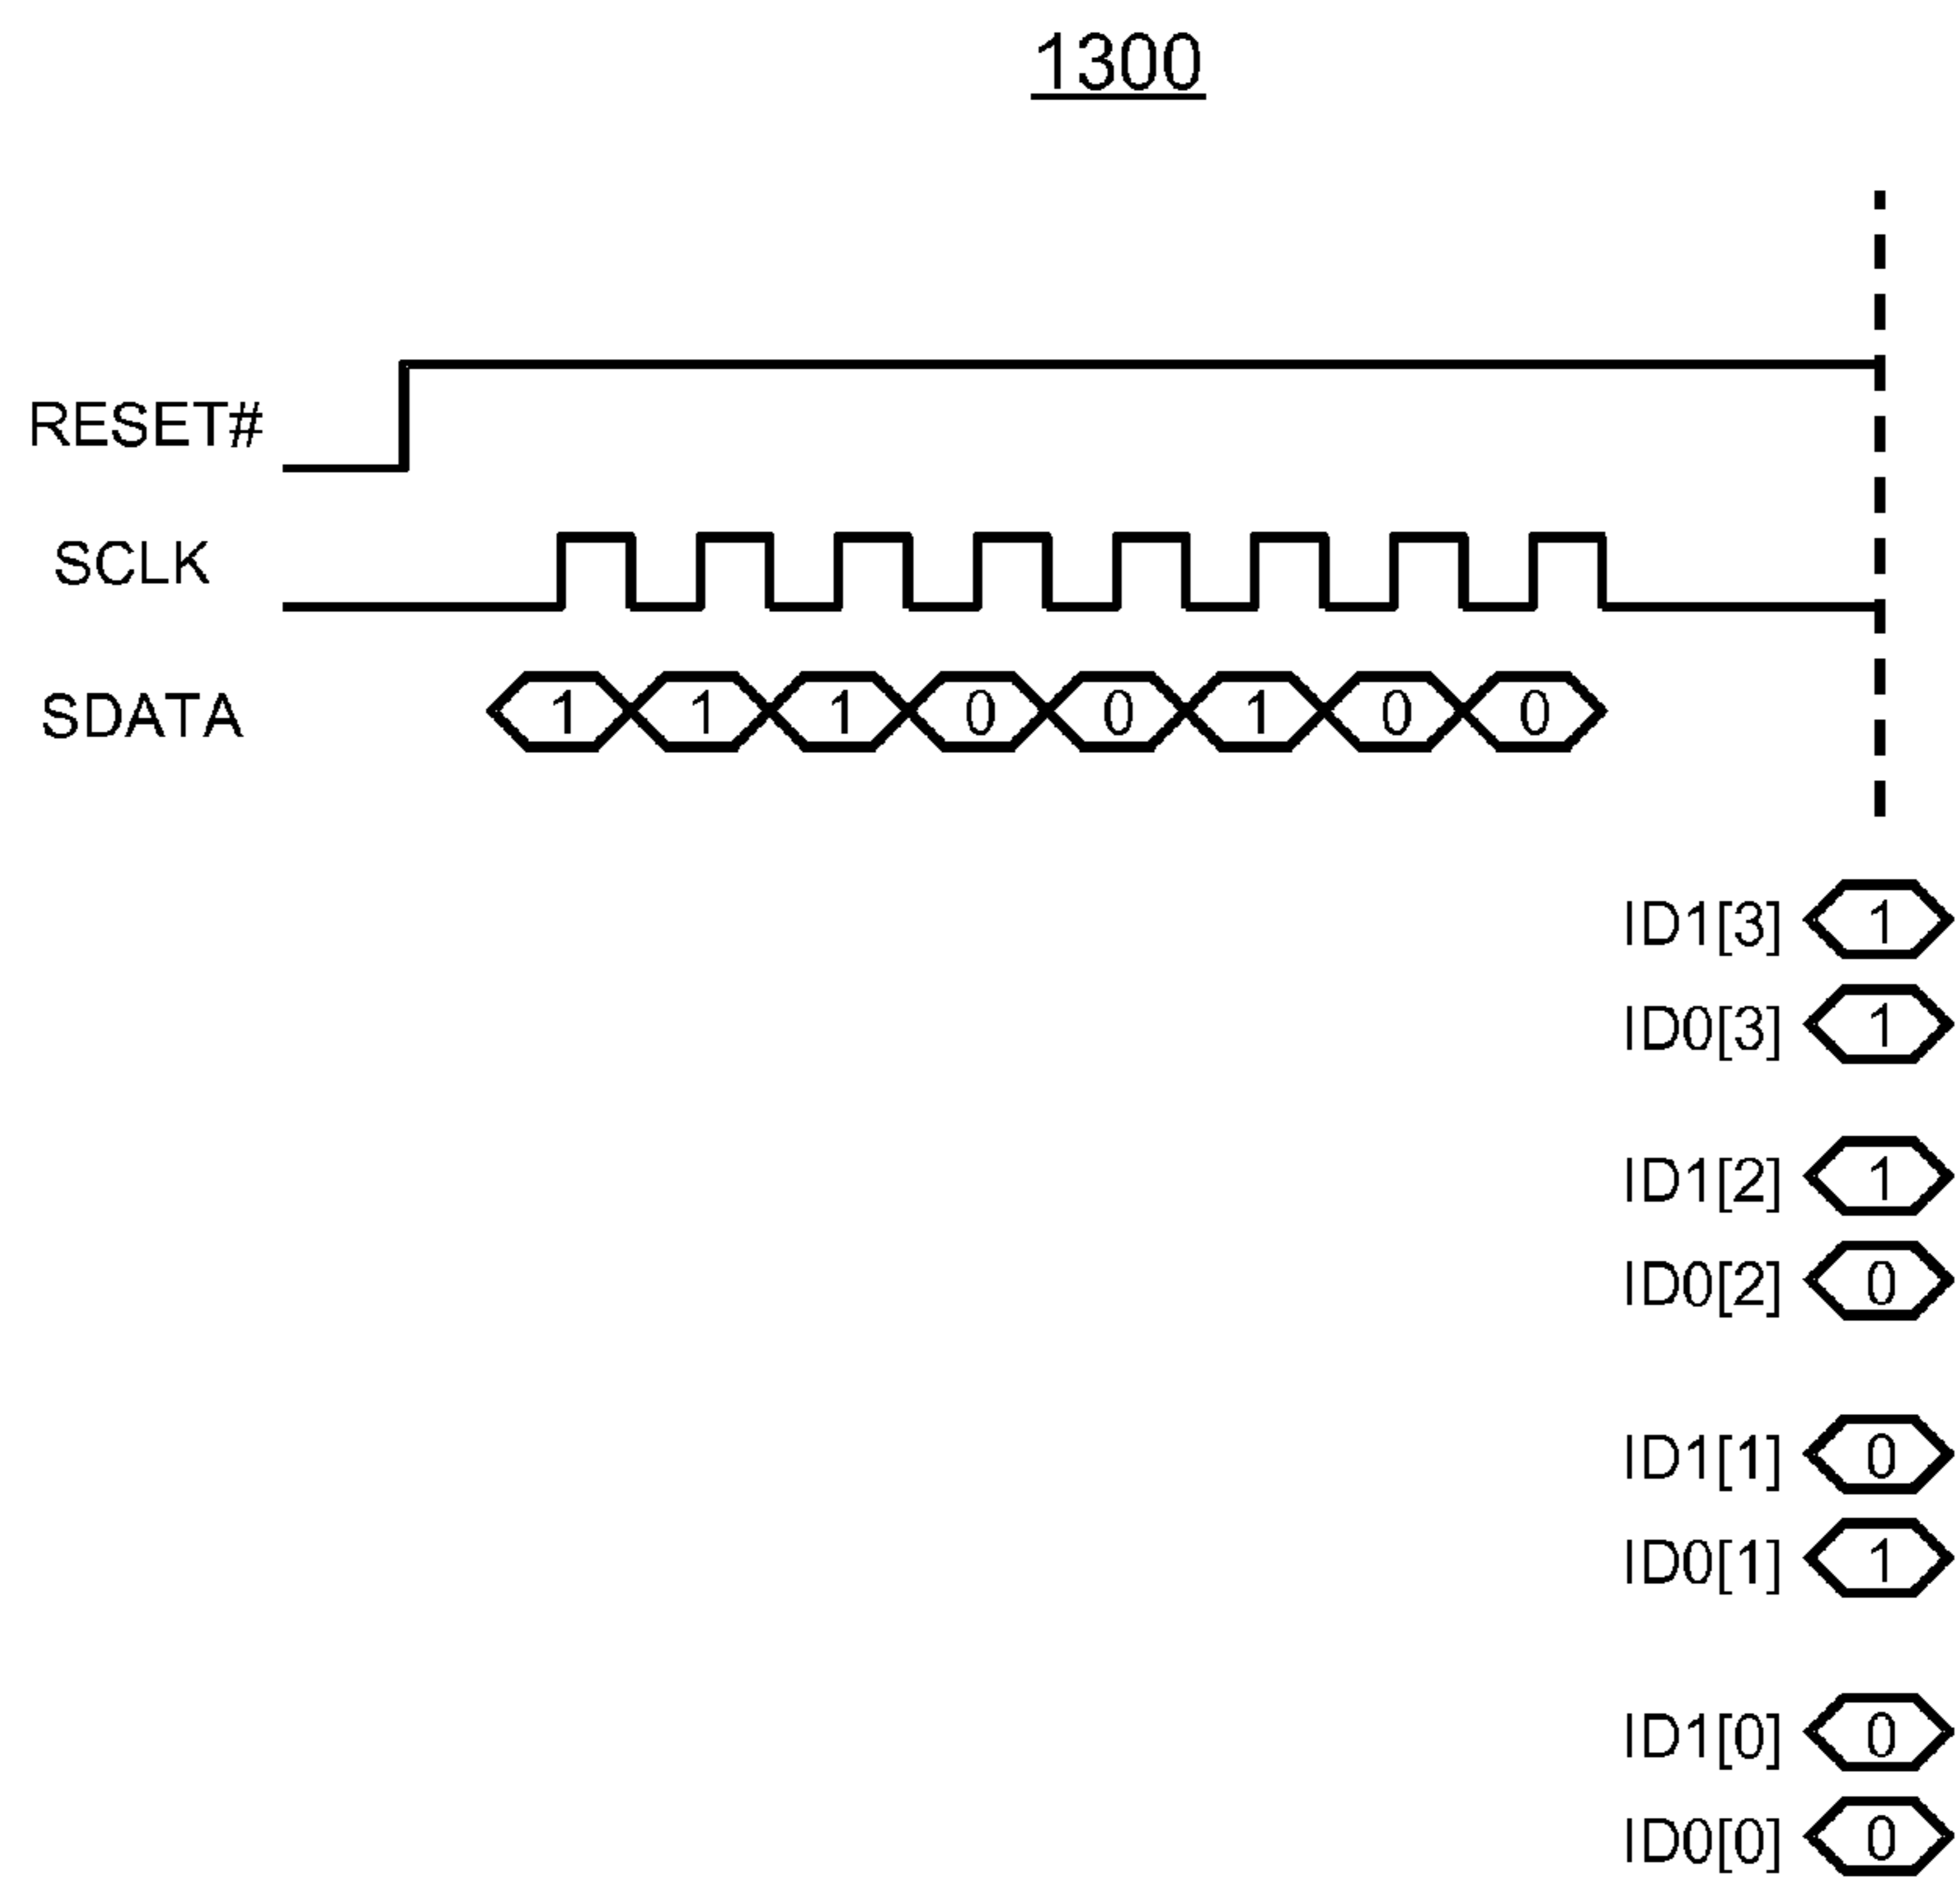 1300
RESET#
SCLK
SDATA 1 1 1 0 0 1 0 0
ID1[3] 1
ID0[3] 1
ID1[2] 1
ID0[2] 0
ID1[1] 0
ID0[1] 1
ID1[0] 0
ID0[0] 0